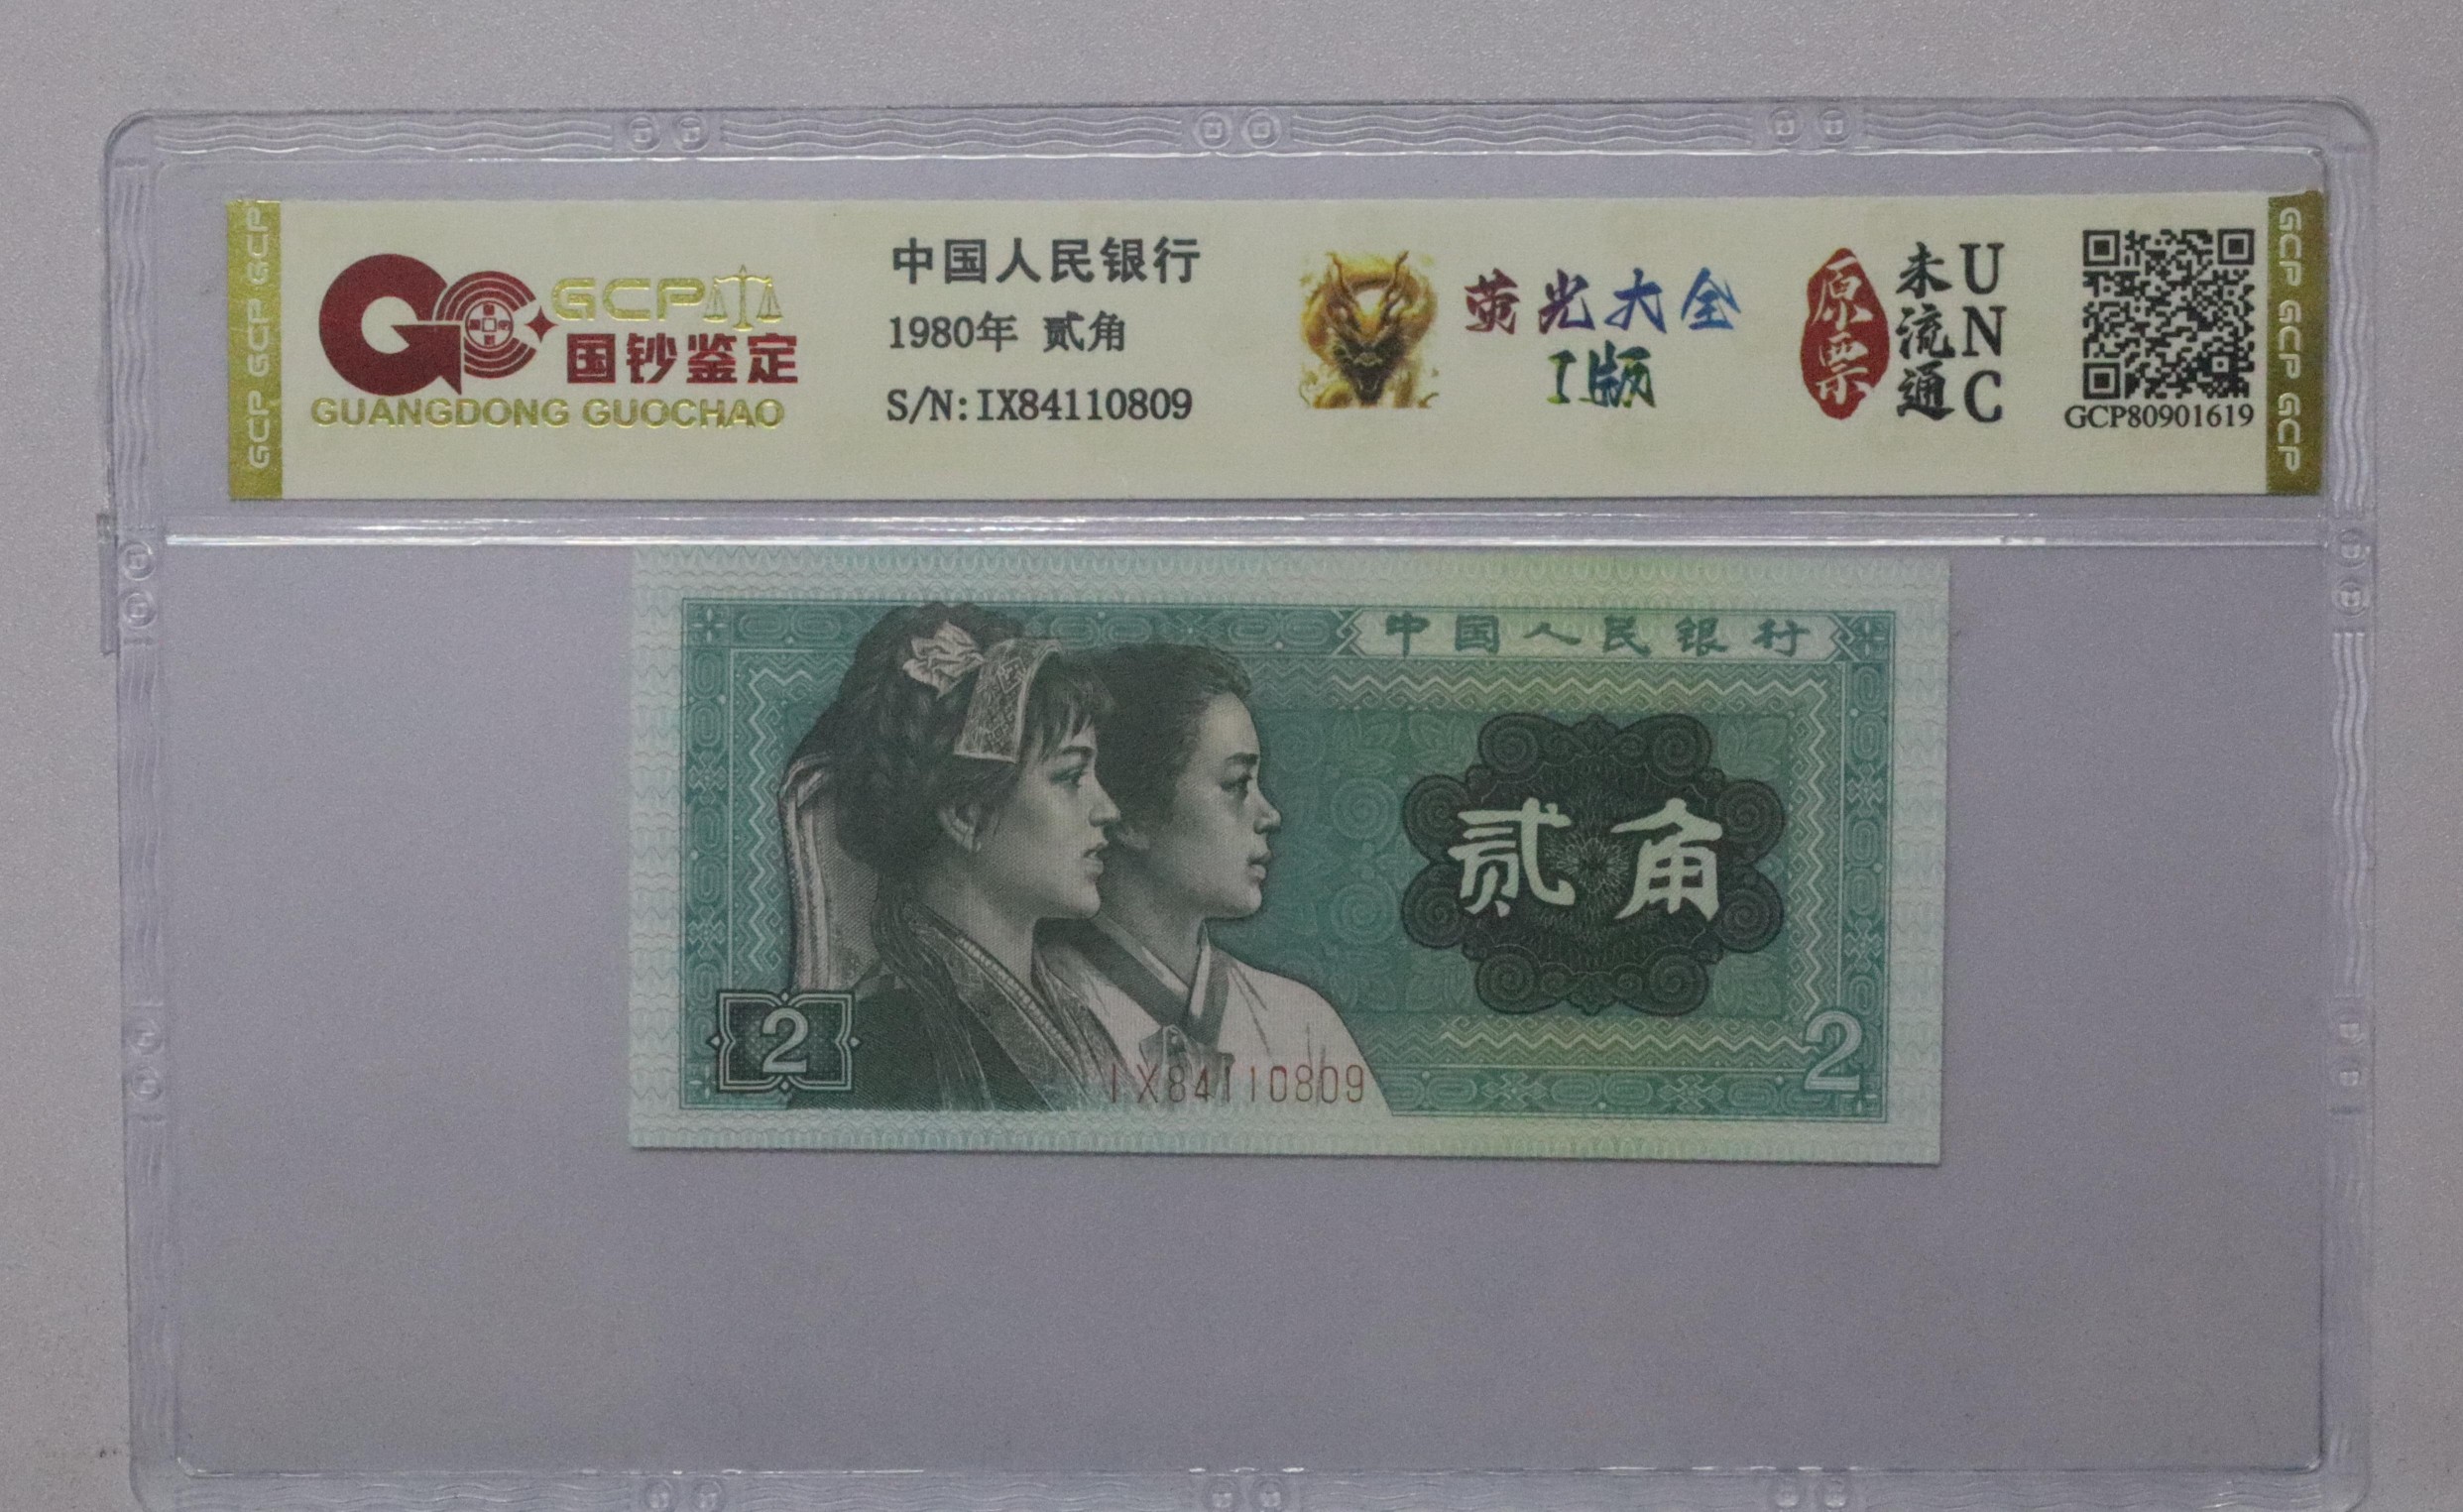 GCP GCP GCP
GCP
国钞鉴定
GUANGDONG GUOCHAO
中国人民银行
1980年 贰角
S/N:IX84110809
荧光大全
I版
原票
未流通
UNC
GCP80901619
GCP GCP GCP
中国人民银行
贰角
2
IX84110809
2